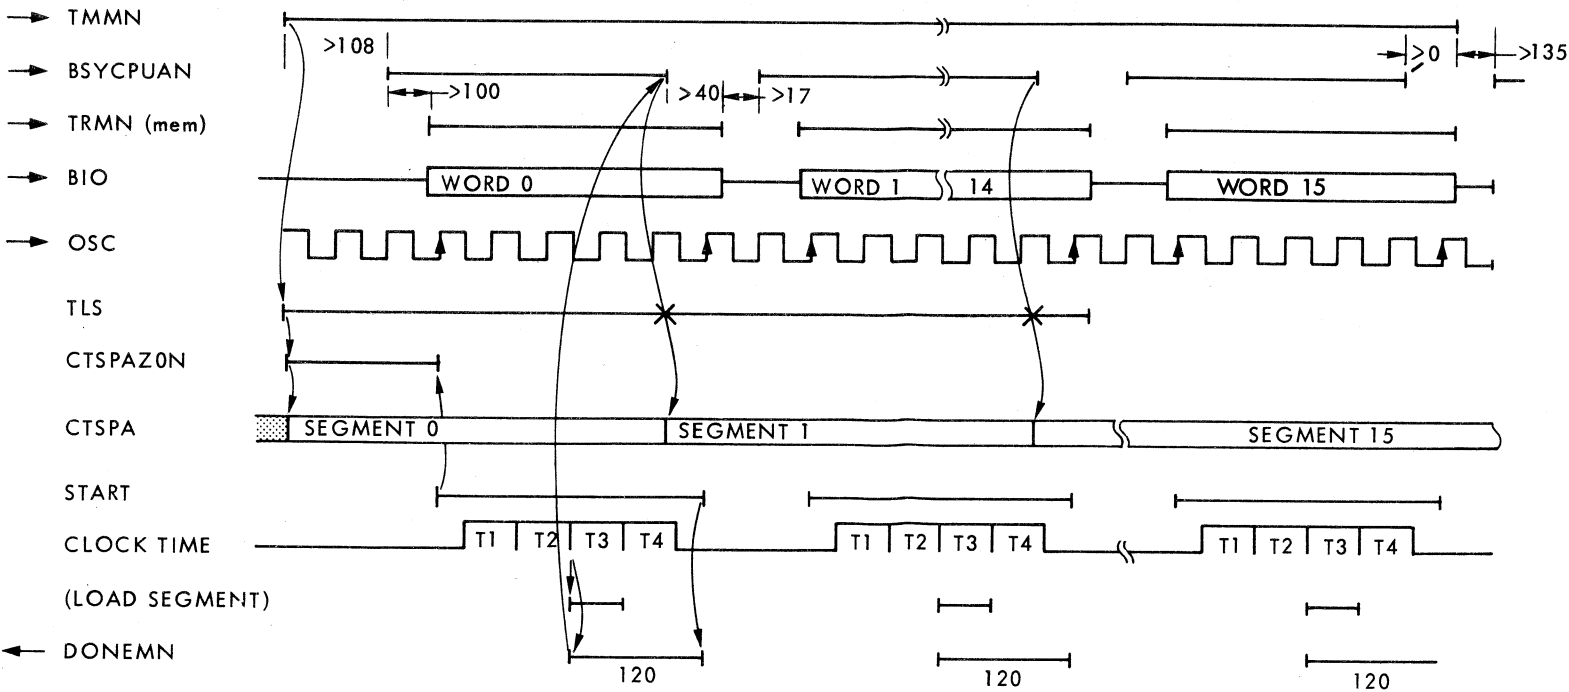 TMMN
>108
>0
>135
BSYCPUAN
>100
>40
>17
TRMN (mem)
BIO
WORD 0
WORD 1
14
WORD 15
OSC
TLS
CTSPAZ0N
CTSPA
SEGMENT 0
SEGMENT 1
SEGMENT 15
START
CLOCK TIME
T1 T2 T3 T4
T1 T2 T3 T4
T1 T2 T3 T4
(LOAD SEGMENT)
DONEMN
120
120
120